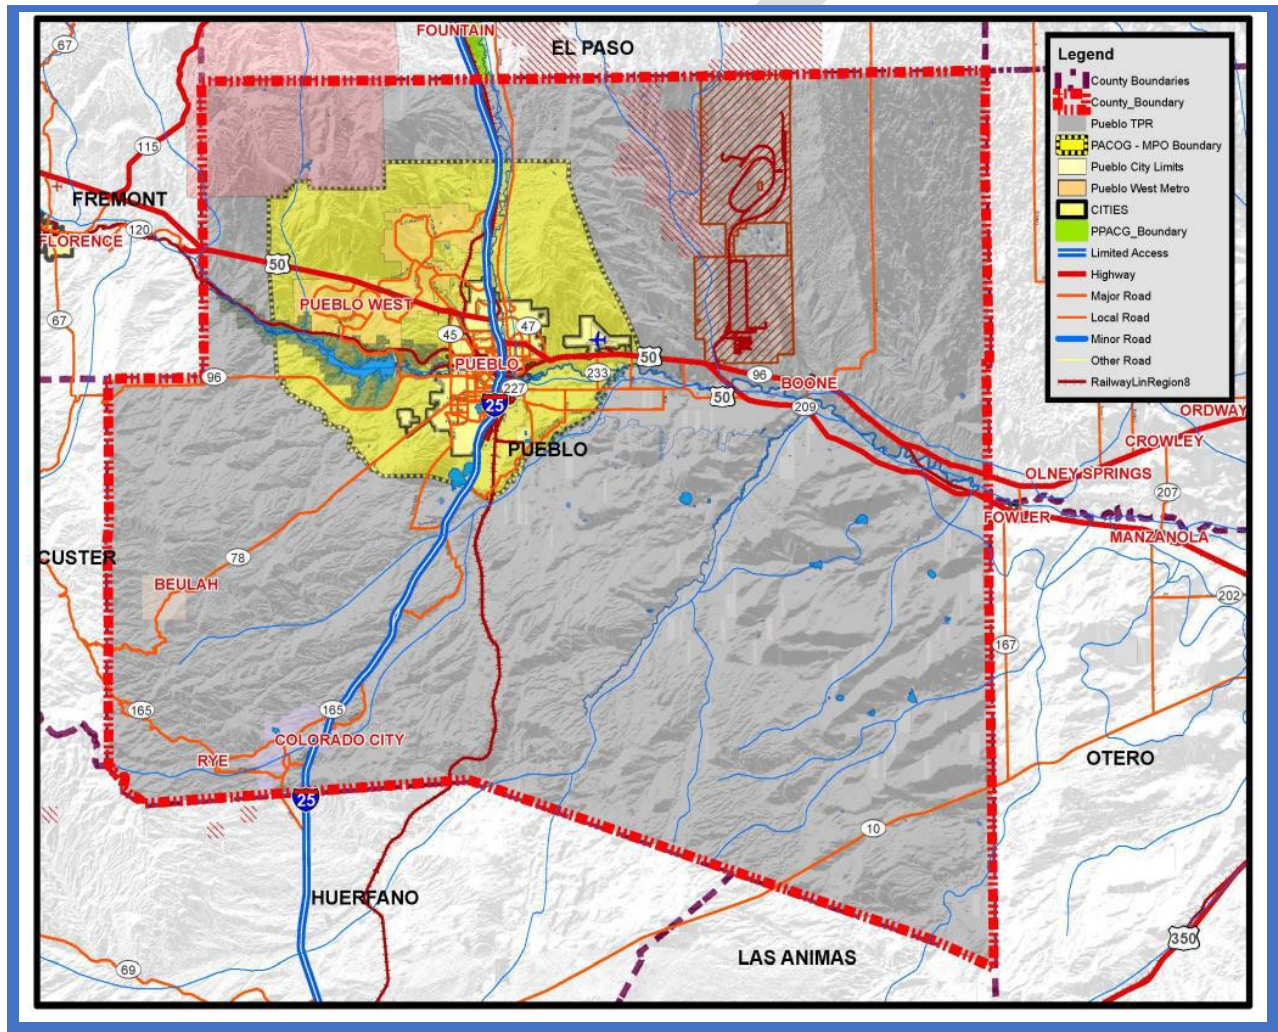 FOUNTAIN
EL PASO
67
115
FREMONT
FLORENCE
120
50
PUEBLO WEST
67
45
47
PUEBLO
50
233
96
96
BOONE
227
50
209
25
PUEBLO
ORDWAY
CROWLEY
OLNEY SPRINGS
207
FOWLER
MANZANOLA
CUSTER
78
BEULAH
202
167
165
165
COLORADO CITY
RYE
OTERO
25
10
HUERFANO
LAS ANIMAS
350
69
Legend
County Boundaries
County_Boundary
Pueblo TPR
PACOG - MPO Boundary
Pueblo City Limits
Pueblo West Metro
CITIES
PPACG_Boundary
Limited Access
Highway
Major Road
Local Road
Minor Road
Other Road
RailwayLinRegion8